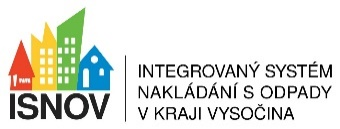 ISNOV
INTEGROVANÝ SYSTÉM
NAKLÁDÁNÍ S ODPADY
V KRAJI VYSOČINA